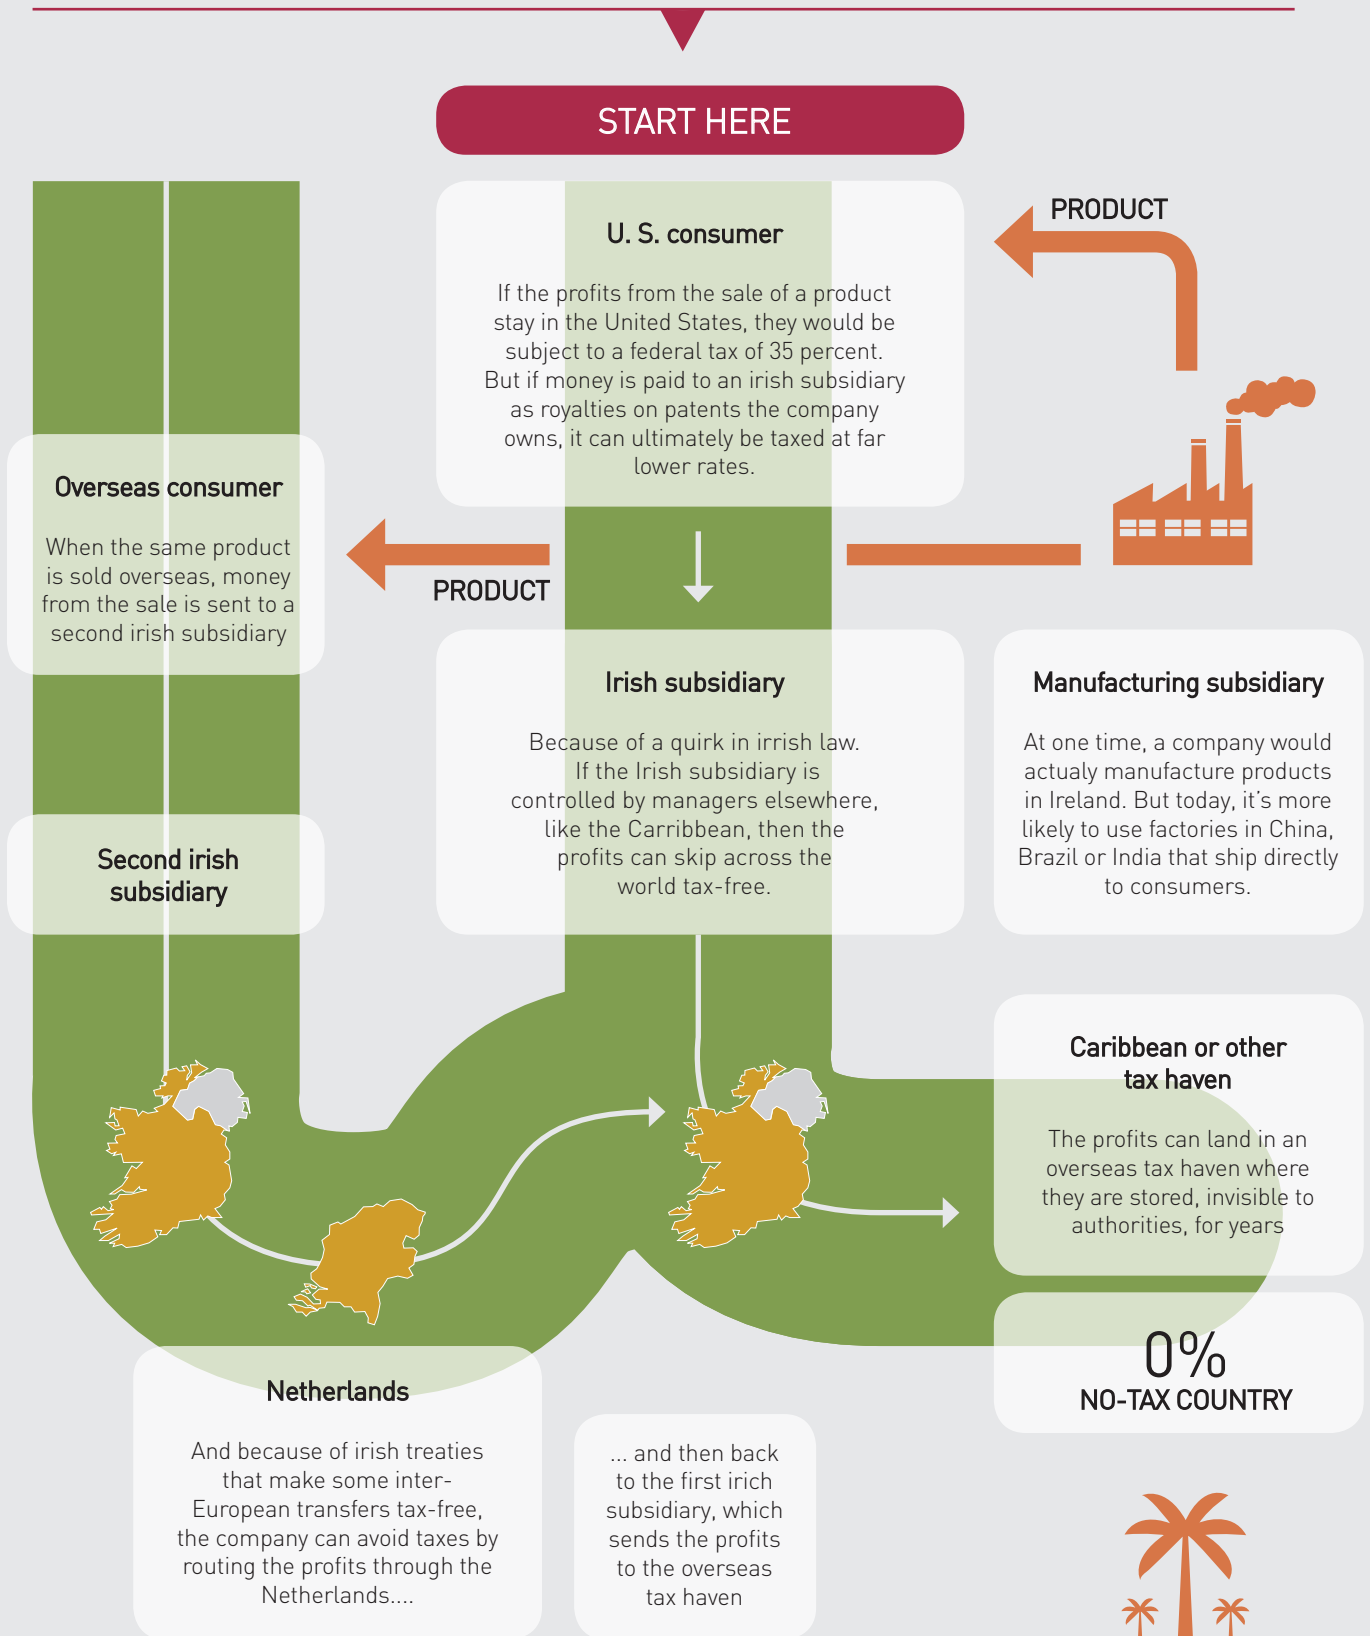 START HERE
PRODUCT
U. S. consumer
If the profits from the sale of a product
stay in the United States, they would be
subject to a federal tax of 35 percent.
But if money is paid to an irish subsidiary
as royalties on patents the company
owns, it can ultimately be taxed at far
lower rates.
Overseas consumer
When the same product
is sold overseas, money
from the sale is sent to a
second irish subsidiary
PRODUCT
Irish subsidiary
Because of a quirk in irrish law.
If the Irish subsidiary is
controlled by managers elsewhere,
like the Carribbean, then the
profits can skip across the
world tax-free.
Manufacturing subsidiary
At one time, a company would
actualy manufacture products
in Ireland. But today, it's more
likely to use factories in China,
Brazil or India that ship directly
to consumers.
Second irish
subsidiary
Caribbean or other
tax haven
The profits can land in an
overseas tax haven where
they are stored, invisible to
authorities, for years
0%
NO-TAX COUNTRY
Netherlands
And because of irish treaties
that make some inter-
European transfers tax-free,
the company can avoid taxes by
routing the profits through the
Netherlands....
... and then back
to the first irich
subsidiary, which
sends the profits
to the overseas
tax haven